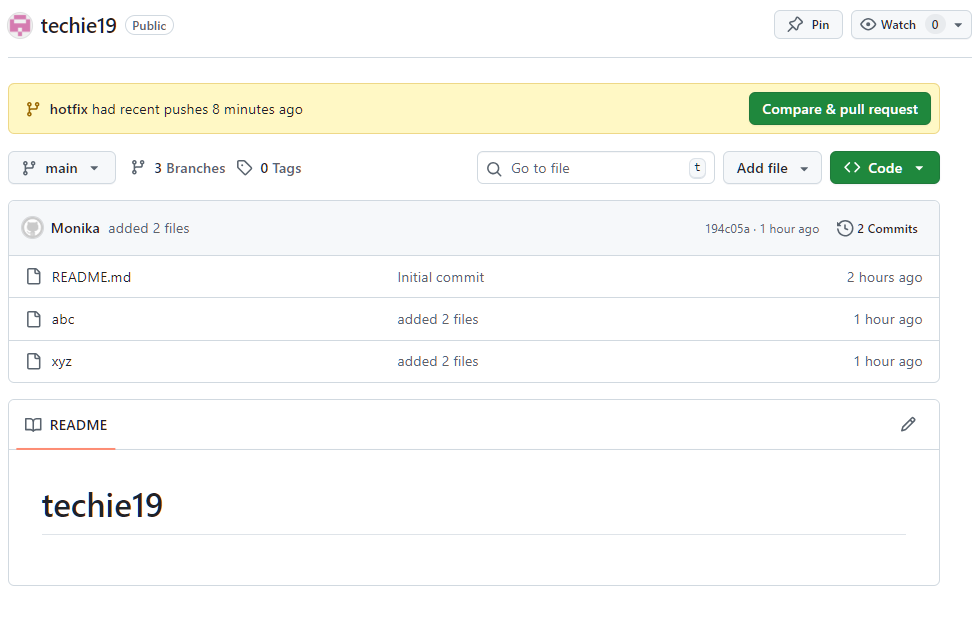 techie19 Public Pin Watch 0
hotfix had recent pushes 8 minutes ago Compare & pull request
main 3 Branches 0 Tags Go to file t Add file Code
Monika added 2 files 194c05a · 1 hour ago 2 Commits
README.md Initial commit 2 hours ago
abc added 2 files 1 hour ago
xyz added 2 files 1 hour ago
README
techie19